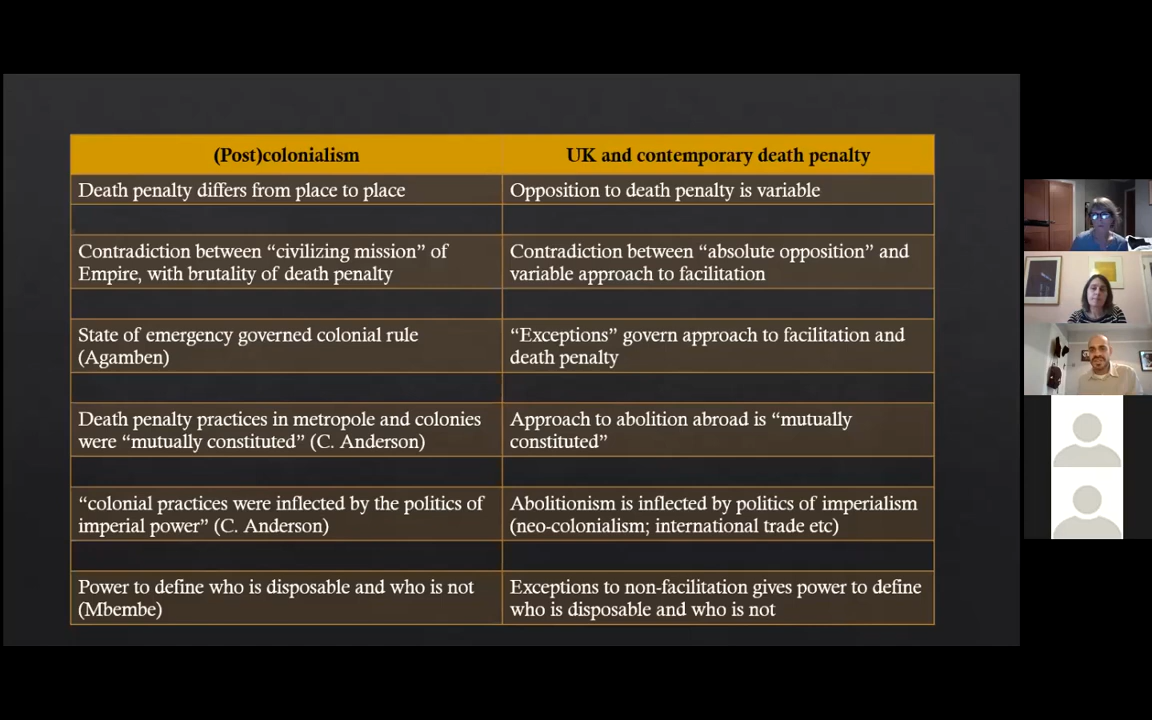 (Post)colonialism
UK and contemporary death penalty
Death penalty differs from place to place
Opposition to death penalty is variable
Contradiction between “civilizing mission” of
Empire, with brutality of death penalty
Contradiction between “absolute opposition” and
variable approach to facilitation
State of emergency governed colonial rule
(Agamben)
“Exceptions” govern approach to facilitation and
death penalty
Death penalty practices in metropole and colonies
were “mutually constituted” (C. Anderson)
Approach to abolition abroad is “mutually
constituted”
“colonial practices were inflected by the politics of
imperial power” (C. Anderson)
Abolitionism is inflected by politics of imperialism
(neo-colonialism; international trade etc)
Power to define who is disposable and who is not
(Mbembe)
Exceptions to non-facilitation gives power to define
who is disposable and who is not